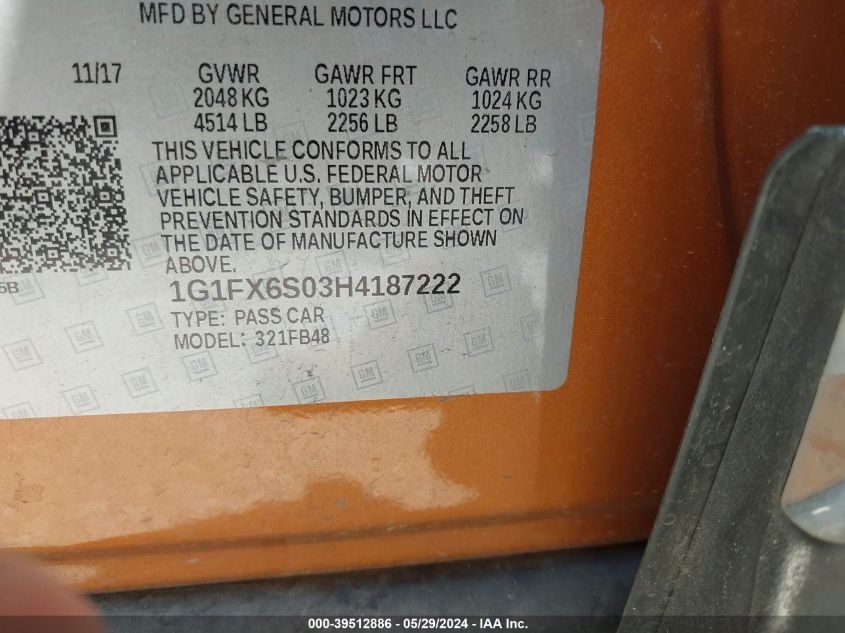 MFD BY GENERAL MOTORS LLC
11/17 GVWR GAWR FRT GAWR RR
2048 KG 1023 KG 1024 KG
4514 LB 2256 LB 2258 LB
THIS VEHICLE CONFORMS TO ALL
APPLICABLE U.S. FEDERAL MOTOR
VEHICLE SAFETY, BUMPER, AND THEFT
PREVENTION STANDARDS IN EFFECT ON
THE DATE OF MANUFACTURE SHOWN
ABOVE.
1G1FX6S03H4187222
TYPE: PASS CAR
MODEL: 321FB48
000-39512886 - 05/29/2024 - IAA Inc.